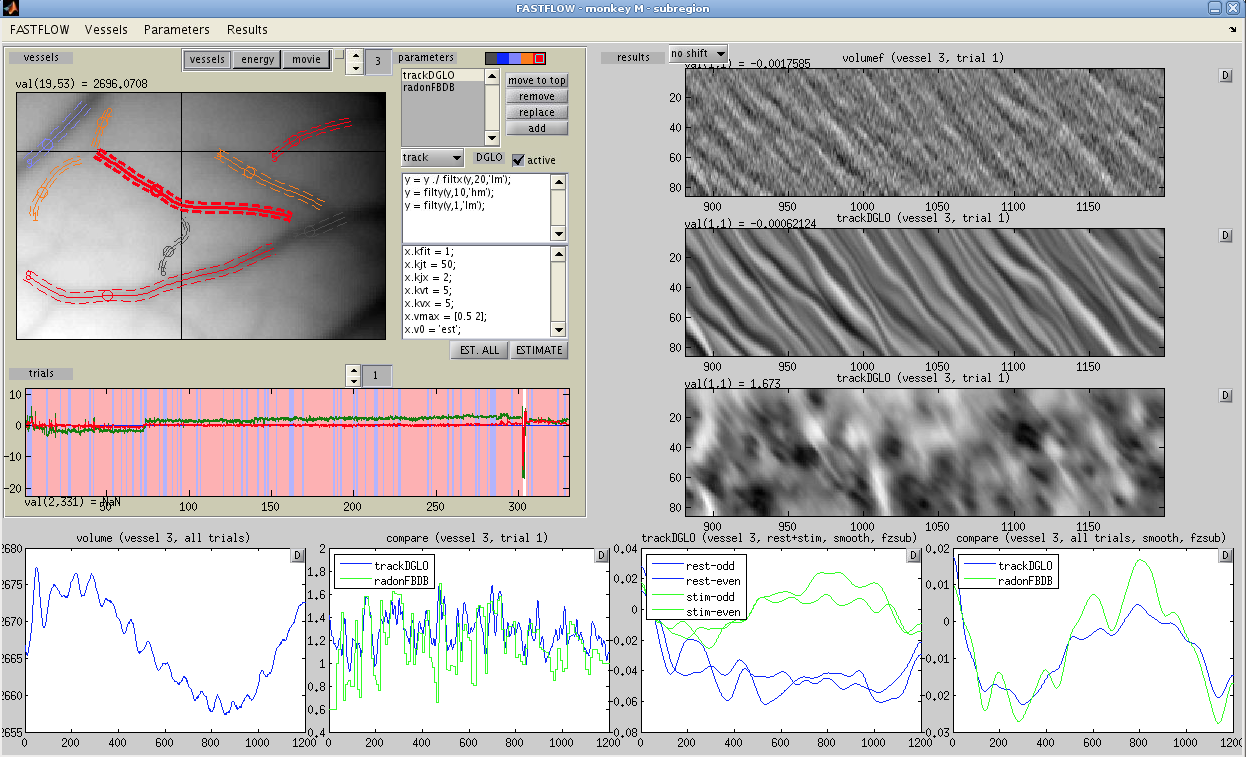 FASTFLOW - monkey M - subregion
FASTFLOW Vessels Parameters Results
vessels
vessels energy movie
3
parameters
results
no shift
val(19,53) = 2696.0708
trackDGLO
radonFBDB
move to top
remove
replace
add
track
DGLO
active
y = y ./ filtx(y,20,'lm');
y = filty(y,10,'hm');
y = filty(y,1,'lm');
x.kfit = 1;
x.kjt = 50;
x.kjx = 2;
x.kvt = 5;
x.kvx = 5;
x.vmax = [0.5 2];
x.v0 = 'est';
EST. ALL ESTIMATE
trials
1
10
0
-10
-20
50 100 150 200 250 300
val(2,331) = NaN
val(1,1) = -0.0017585
volumef (vessel 3, trial 1)
D
20
40
60
80
900 950 1000 1050 1100 1150
trackDGLO (vessel 3, trial 1)
val(1,1) = -0.00062124
D
20
40
60
80
900 950 1000 1050 1100 1150
trackDGLO (vessel 3, trial 1)
val(1,1) = 1.673
D
20
40
60
80
900 950 1000 1050 1100 1150
volume (vessel 3, all trials)
D
2680
2675
2670
2665
2660
2655
0 200 400 600 800 1000 1200
compare (vessel 3, trial 1)
D
trackDGLO
radonFBDB
2
1.8
1.6
1.4
1.2
1
0.8
0.6
0.4
0 200 400 600 800 1000 1200
trackDGLO (vessel 3, rest+stim, smooth, fzsub)
D
rest-odd
rest-even
stim-odd
stim-even
0.04
0.02
0
-0.02
-0.04
-0.06
0.08
0 200 400 600 800 1000 1200
compare (vessel 3, all trials, smooth, fzsub)
D
trackDGLO
radonFBDB
0.02
0.01
0
-0.01
-0.02
0.03
0 200 400 600 800 1000 1200